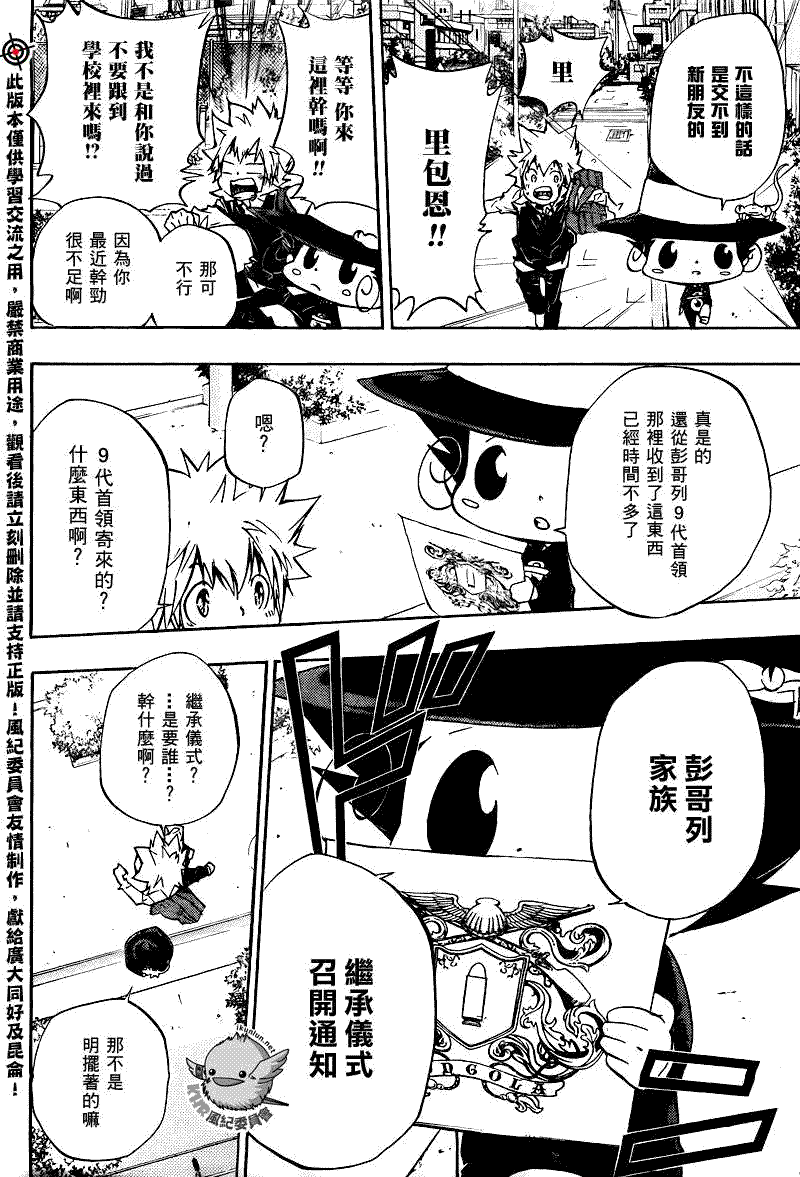 不這樣的話
是交不到
新朋友的
里
里包恩!!
等等 你來
這裡幹嗎啊!!
我不是和你說過
不要跟到
學校裡來嗎!?
那可
不行
因為你
最近幹勁
很不足啊
真是的
還從彭哥列9代首領
那裡收到了這東西
已經時間不多了
嗯?
9代首領寄來的?
什麼東西啊?
彭哥列
家族
NGOLA
繼承儀式
召開通知
繼承儀式?
…是要誰…?
幹什麼啊?
那不是
明擺著的嘛
ikunlun.net
KHR風紀委員會
此版本僅供學習交流之用，嚴禁商業用途，觀看後請立刻刪除並請支持正版！風紀委員會友情制作，獻給廣大同好及昆侖！